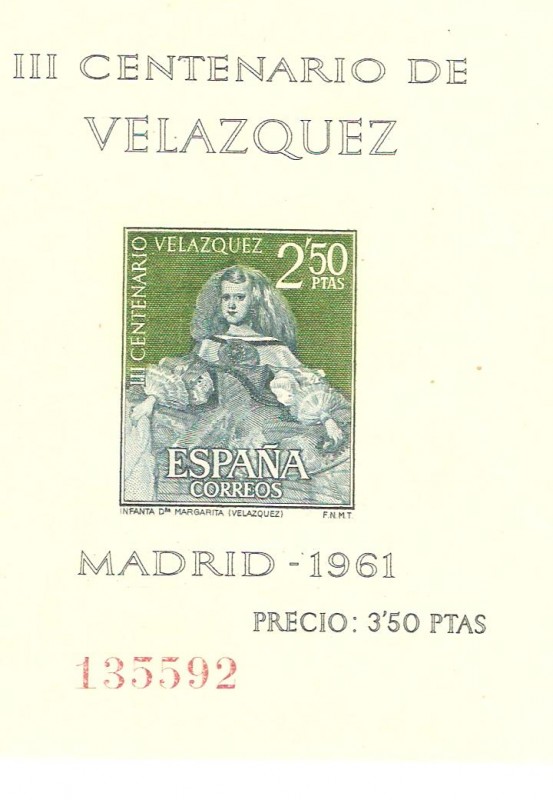 III CENTENARIO DE
VELAZQUEZ
III CENTENARIO VELAZQUEZ
2'50
PTAS
ESPAÑA
CORREOS
INFANTA Dña MARGARITA (VELAZQUEZ) F.N.M.T.
MADRID - 1961
PRECIO: 3'50 PTAS
135592